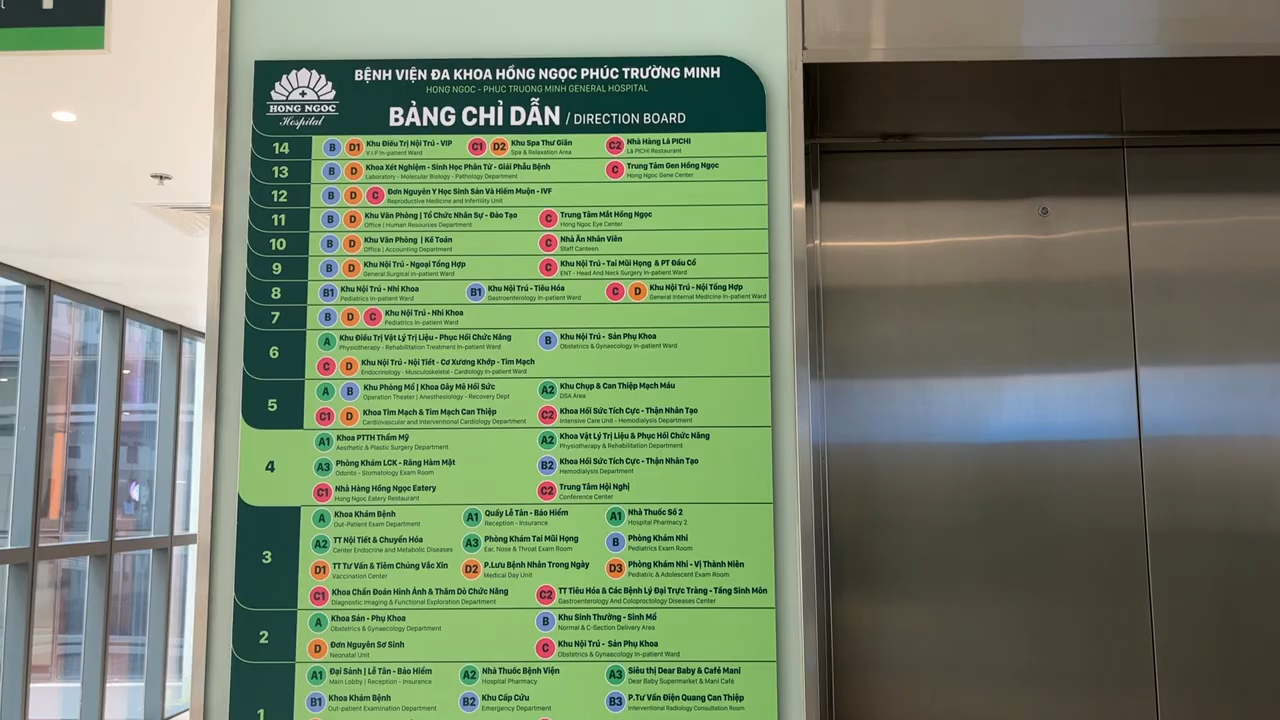 HONG NGOC
Hospital
BỆNH VIỆN ĐA KHOA HỒNG NGỌC PHÚC TRƯỜNG MINH
HONG NGOC - PHUC TRUONG MINH GENERAL HOSPITAL
BẢNG CHỈ DẪN / DIRECTION BOARD
14
B D1 Khu Điều Trị Nội Trú - VIP
V.I.P In-patient Ward
C1 D2 Khu Spa Thư Giãn
Spa & Relaxation Area
C2 Nhà Hàng Là PICHI
Là PICHI Restaurant
13
B D Khoa Xét Nghiệm - Sinh Học Phân Tử - Giải Phẫu Bệnh
Laboratory - Molecular Biology - Pathology Department
C Trung Tâm Gen Hồng Ngọc
Hong Ngoc Gene Center
12
B D C Đơn Nguyên Y Học Sinh Sản Và Hiếm Muộn - IVF
Reproductive Medicine and Infertility Unit
11
B D Khu Văn Phòng | Tổ Chức Nhân Sự - Đào Tạo
Office | Human Resources Department
C Trung Tâm Mắt Hồng Ngọc
Hong Ngoc Eye Center
10
B D Khu Văn Phòng | Kế Toán
Office | Accounting Department
C Nhà Ăn Nhân Viên
Staff Canteen
9
B D Khu Nội Trú - Ngoại Tổng Hợp
General Surgical In-patient Ward
C Khu Nội Trú - Tai Mũi Họng & PT Đầu Cổ
ENT - Head And Neck Surgery In-patient Ward
8
B1 Khu Nội Trú - Nhi Khoa
Pediatrics In-patient Ward
B1 Khu Nội Trú - Tiêu Hóa
Gastroenterology In-patient Ward
C D Khu Nội Trú - Nội Tổng Hợp
General Internal Medicine In-patient Ward
7
B D C Khu Nội Trú - Nhi Khoa
Pediatrics In-patient Ward
6
A Khu Điều Trị Vật Lý Trị Liệu - Phục Hồi Chức Năng
Physiotherapy - Rehabilitation Treatment In-patient Ward
B Khu Nội Trú - Sản Phụ Khoa
Obstetrics & Gynaecology In-patient Ward
C D Khu Nội Trú - Nội Tiết - Cơ Xương Khớp - Tim Mạch
Endocrinology - Musculoskeletal - Cardiology In-patient Ward
5
A B Khu Phòng Mổ | Khoa Gây Mê Hồi Sức
Operation Theater | Anesthesiology - Recovery Dept
A2 Khu Chụp & Can Thiệp Mạch Máu
DSA Area
C1 D Khoa Tim Mạch & Tim Mạch Can Thiệp
Cardiovascular and Interventional Cardiology Department
C2 Khoa Hồi Sức Tích Cực - Thận Nhân Tạo
Intensive Care Unit - Hemodialysis Department
4
A1 Khoa PTTH Thẩm Mỹ
Aesthetic & Plastic Surgery Department
A2 Khoa Vật Lý Trị Liệu & Phục Hồi Chức Năng
Physiotherapy & Rehabilitation Department
A3 Phòng Khám LCK - Răng Hàm Mặt
Odonto - Stomatology Exam Room
B2 Khoa Hồi Sức Tích Cực - Thận Nhân Tạo
Hemodialysis Department
C1 Nhà Hàng Hồng Ngọc Eatery
Hong Ngoc Eatery Restaurant
C2 Trung Tâm Hội Nghị
Conference Center
3
A Khoa Khám Bệnh
Out-Patient Exam Department
A1 Quầy Lễ Tân - Bảo Hiểm
Reception - Insurance
A1 Nhà Thuốc Số 2
Hospital Pharmacy 2
A2 TT Nội Tiết & Chuyển Hóa
Center Endocrine and Metabolic Diseases
A3 Phòng Khám Tai Mũi Họng
Ear, Nose & Throat Exam Room
B Phòng Khám Nhi
Pediatrics Exam Room
D1 TT Tư Vấn & Tiêm Chủng Vắc Xin
Vaccination Center
D2 P.Lưu Bệnh Nhân Trong Ngày
Medical Day Unit
D3 Phòng Khám Nhi - Vị Thành Niên
Pediatric & Adolescent Exam Room
C1 Khoa Chẩn Đoán Hình Ảnh & Thăm Dò Chức Năng
Diagnostic Imaging & Functional Exploration Department
C2 TT Tiêu Hóa & Các Bệnh Lý Đại Trực Tràng - Tầng Sinh Môn
Gastroenterology And Coloproctology Diseases Center
2
A Khoa Sản - Phụ Khoa
Obstetrics & Gynaecology Department
B Khu Sinh Thường - Sinh Mổ
Normal & C-Section Delivery Area
D Đơn Nguyên Sơ Sinh
Neonatal Unit
C Khu Nội Trú - Sản Phụ Khoa
Obstetrics & Gynaecology In-patient Ward
1
A1 Đại Sảnh | Lễ Tân - Bảo Hiểm
Main Lobby | Reception - Insurance
A2 Nhà Thuốc Bệnh Viện
Hospital Pharmacy
A3 Siêu thị Dear Baby & Café Mani
Dear Baby Supermarket & Mani Café
B1 Khoa Khám Bệnh
Out-patient Examination Department
B2 Khu Cấp Cứu
Emergency Department
B3 P.Tư Vấn Điện Quang Can Thiệp
Interventional Radiology Consultation Room